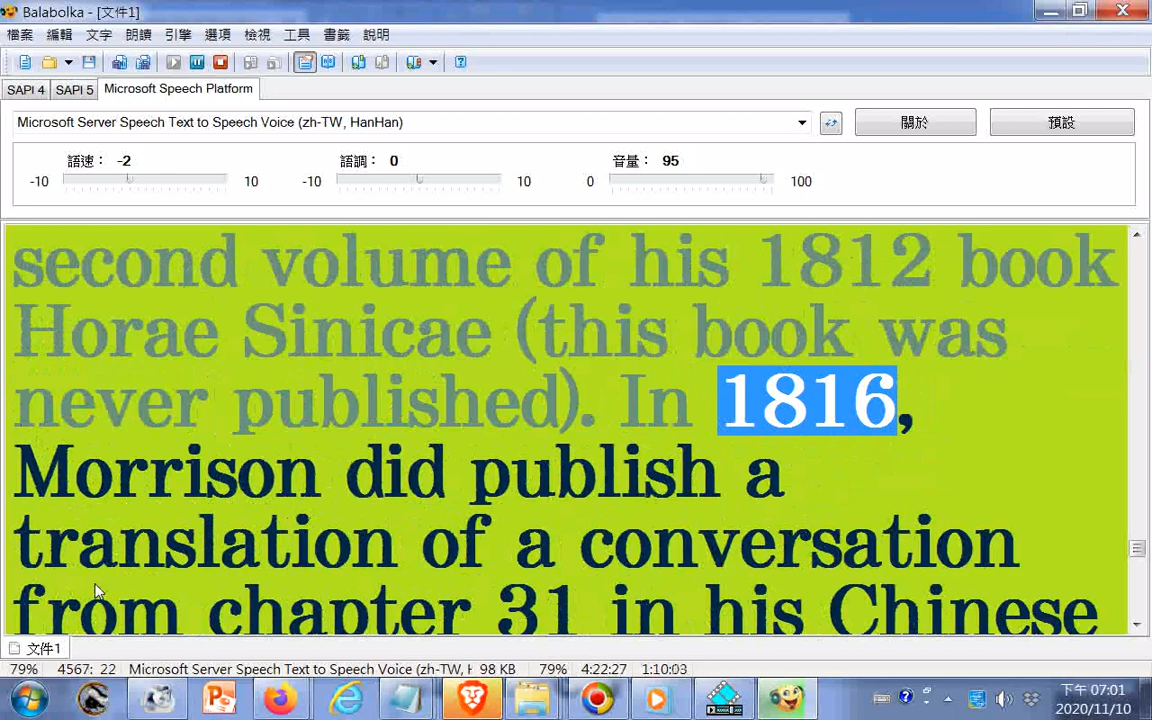 Balabolka - [文件1]
檔案 編輯 文字 朗讀 引擎 選項 檢視 工具 書籤 說明
SAPI 4 SAPI 5 Microsoft Speech Platform
Microsoft Server Speech Text to Speech Voice (zh-TW, HanHan) 關於 預設
語速： -2 語調： 0 音量： 95
-10 10 -10 10 0 100
second volume of his 1812 book
Horae Sinicae (this book was
never published). In 1816,
Morrison did publish a
translation of a conversation
from chapter 31 in his Chinese
文件1
79% 4567: 22 Microsoft Server Speech Text to Speech Voice (zh-TW, H 98 KB 79% 4:22:27 1:10:03
下午 07:01
2020/11/10